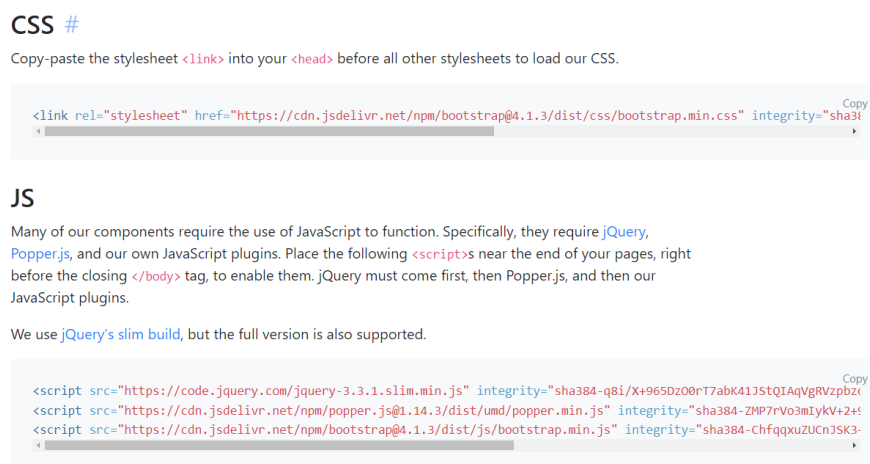 CSS #
Copy-paste the stylesheet <link> into your <head> before all other stylesheets to load our CSS.
Copy
<link rel="stylesheet" href="https://cdn.jsdelivr.net/npm/bootstrap@4.1.3/dist/css/bootstrap.min.css" integrity="sha38
JS
Many of our components require the use of JavaScript to function. Specifically, they require jQuery,
Popper.js, and our own JavaScript plugins. Place the following <script>s near the end of your pages, right
before the closing </body> tag, to enable them. jQuery must come first, then Popper.js, and then our
JavaScript plugins.
We use jQuery's slim build, but the full version is also supported.
Copy
<script src="https://code.jquery.com/jquery-3.3.1.slim.min.js" integrity="sha384-q8i/X+965DzO0rT7abK41JStQIAqVgRVzpbzo
<script src="https://cdn.jsdelivr.net/npm/popper.js@1.14.3/dist/umd/popper.min.js" integrity="sha384-ZMP7rVo3mIykV+2+9
<script src="https://cdn.jsdelivr.net/npm/bootstrap@4.1.3/dist/js/bootstrap.min.js" integrity="sha384-ChfqqxuZUCnJSK3-